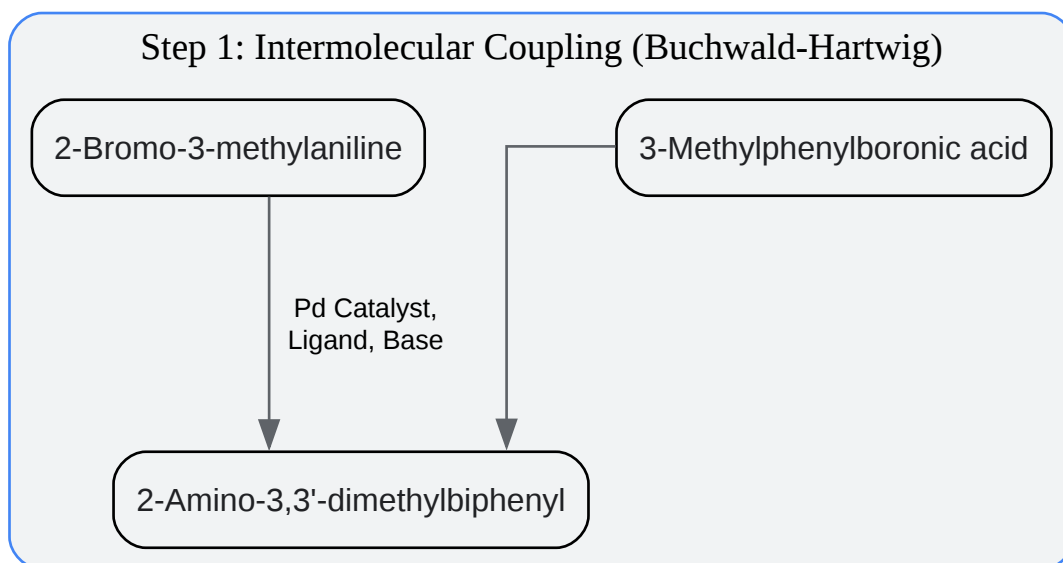 Step 1: Intermolecular Coupling (Buchwald-Hartwig)
2-Bromo-3-methylaniline
3-Methylphenylboronic acid
Pd Catalyst,
Ligand, Base
2-Amino-3,3'-dimethylbiphenyl